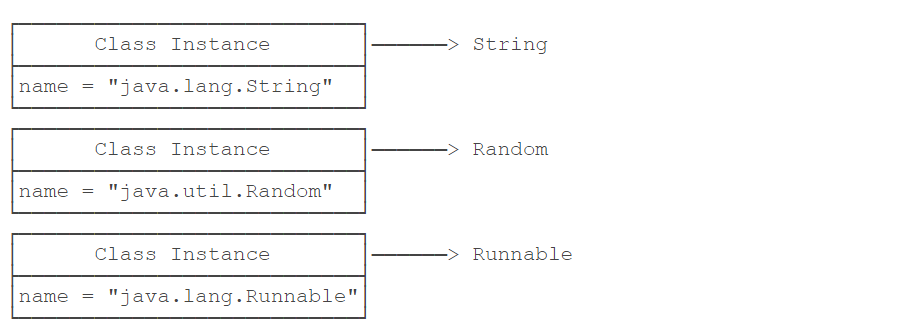 Class Instance ———> String
name = "java.lang.String"
Class Instance ———> Random
name = "java.util.Random"
Class Instance ———> Runnable
name = "java.lang.Runnable"